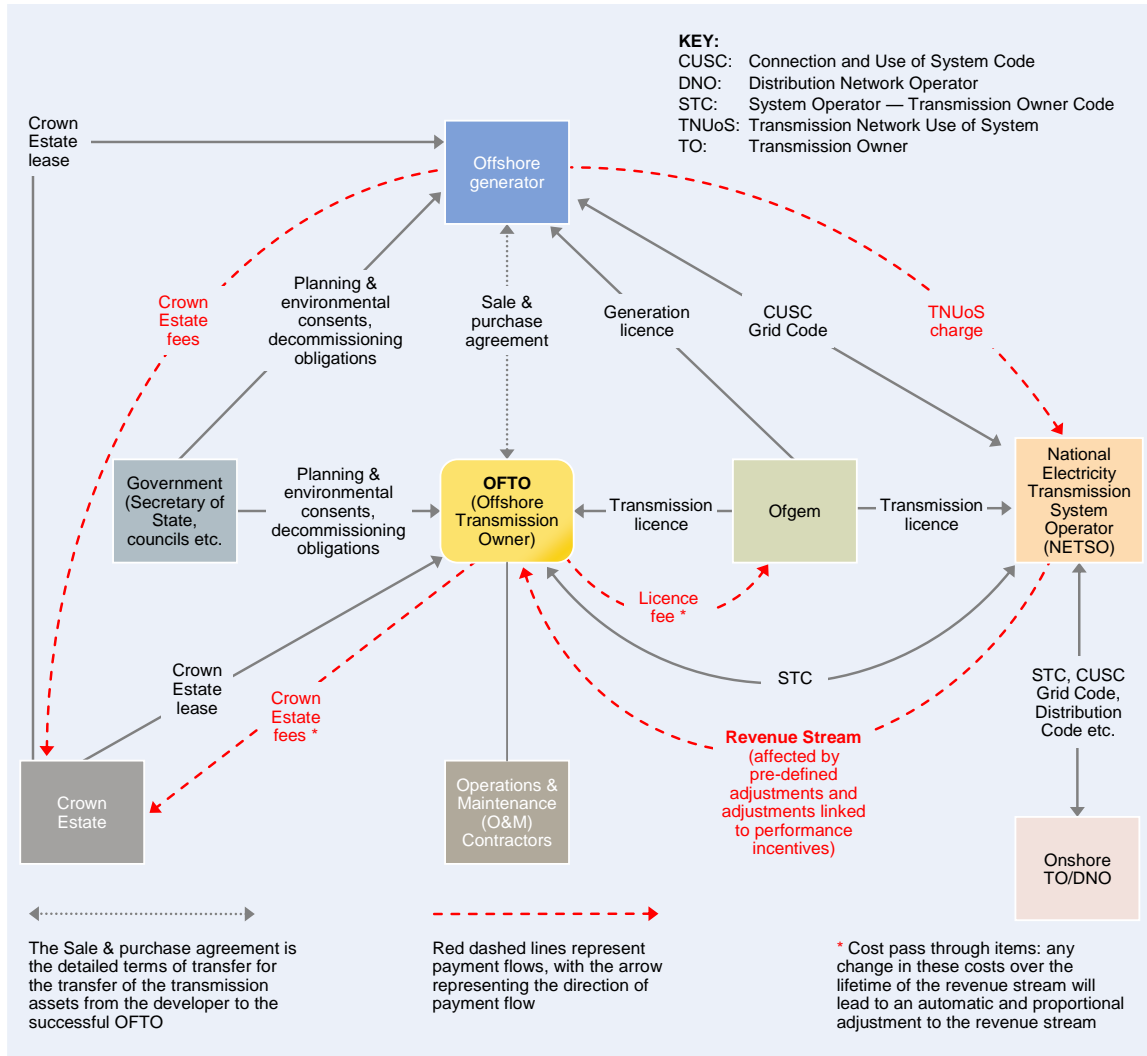 KEY:
CUSC: Connection and Use of System Code
DNO: Distribution Network Operator
STC: System Operator — Transmission Owner Code
TNUoS: Transmission Network Use of System
TO: Transmission Owner
Crown
Estate
lease
Offshore
generator
Crown
Estate
fees
Planning &
environmental
consents,
decommissioning
obligations
Sale &
purchase
agreement
Generation
licence
CUSC
Grid Code
TNUoS
charge
Government
(Secretary of
State,
councils etc.
Planning &
environmental
consents,
decommissioning
obligations
OFTO
(Offshore
Transmission
Owner)
Transmission
licence
Ofgem
Transmission
licence
National
Electricity
Transmission
System
Operator
(NETSO)
Licence
fee *
Crown
Estate
lease
Crown
Estate
fees *
STC
STC, CUSC
Grid Code,
Distribution
Code etc.
Revenue Stream
(affected by
pre-defined
adjustments and
adjustments linked
to performance
incentives)
Crown
Estate
Operations &
Maintenance
(O&M)
Contractors
Onshore
TO/DNO
The Sale & purchase agreement is
the detailed terms of transfer for
the transfer of the transmission
assets from the developer to the
successful OFTO
Red dashed lines represent
payment flows, with the arrow
representing the direction of
payment flow
* Cost pass through items: any
change in these costs over the
lifetime of the revenue stream will
lead to an automatic and proportional
adjustment to the revenue stream